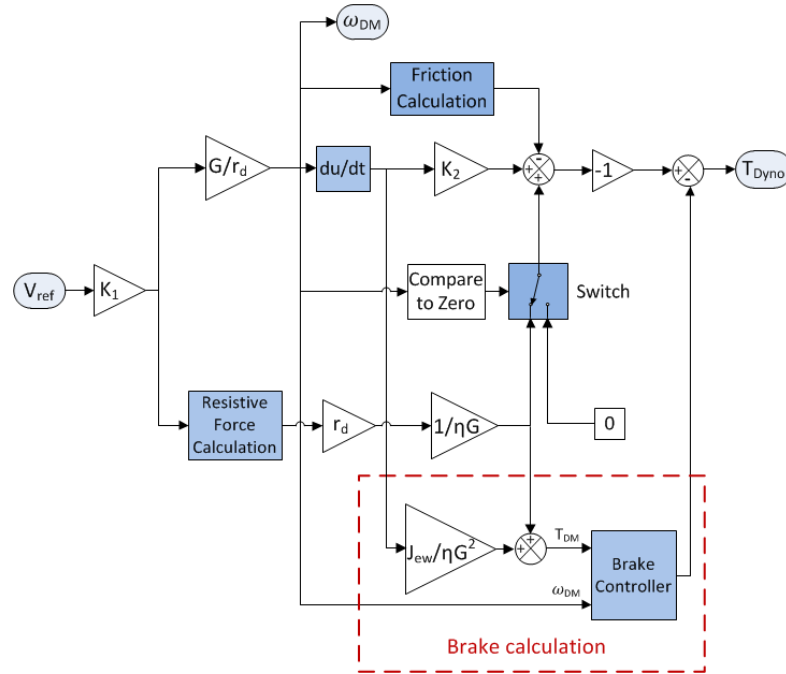 ω_DM
Friction
Calculation
G/r_d
du/dt
K_2
-
+
+
-1
+
-
T_Dyno
V_ref
K_1
Compare
to Zero
Switch
Resistive
Force
Calculation
r_d
1/ηG
0
J_ew/ηG^2
+
+
T_DM
ω_DM
Brake
Controller
Brake calculation